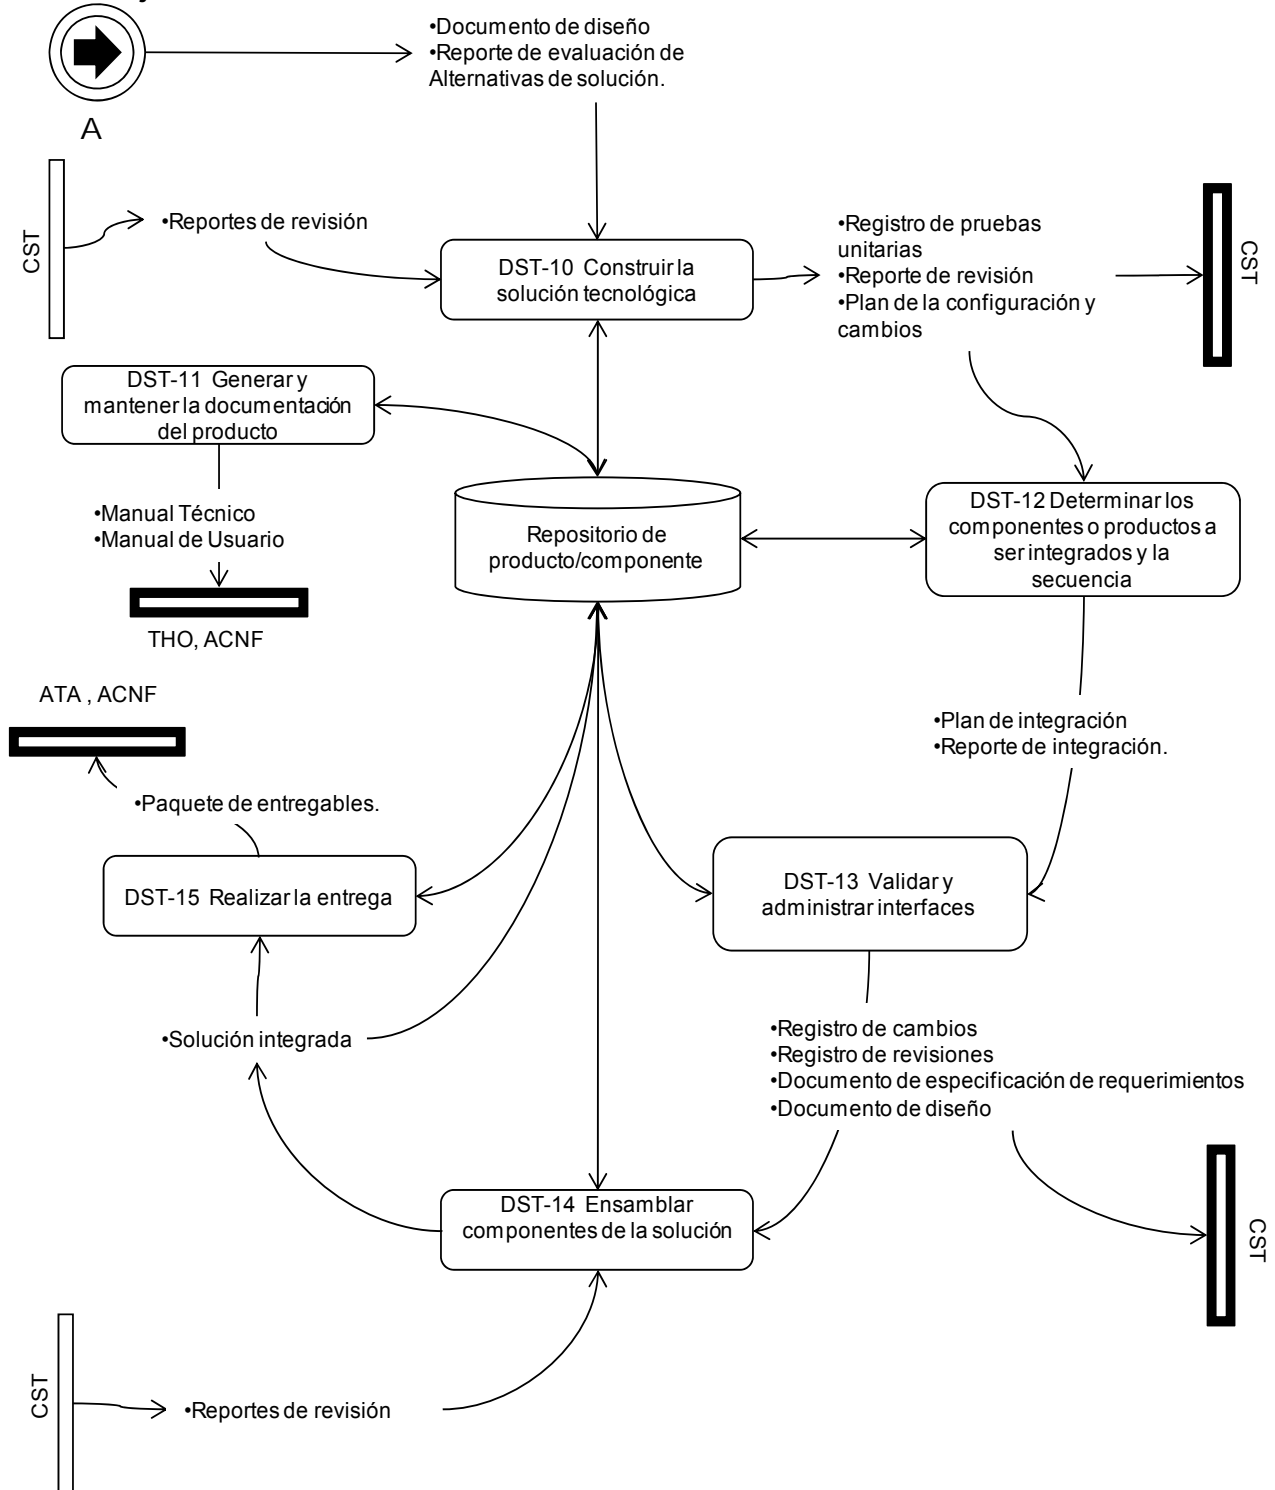 •Documento de diseño
•Reporte de evaluación de
Alternativas de solución.
A
CST
•Reportes de revisión
DST-10 Construir la
solución tecnológica
•Registro de pruebas
unitarias
•Reporte de revisión
•Plan de la configuración y
cambios
CST
DST-11 Generar y
mantener la documentación
del producto
•Manual Técnico
•Manual de Usuario
THO, ACNF
Repositorio de
producto/componente
DST-12 Determinar los
componentes o productos a
ser integrados y la
secuencia
ATA , ACNF
•Plan de integración
•Reporte de integración.
•Paquete de entregables.
DST-15 Realizar la entrega
DST-13 Validar y
administrar interfaces
•Solución integrada
•Registro de cambios
•Registro de revisiones
•Documento de especificación de requerimientos
•Documento de diseño
DST-14 Ensamblar
componentes de la solución
CST
CST
•Reportes de revisión